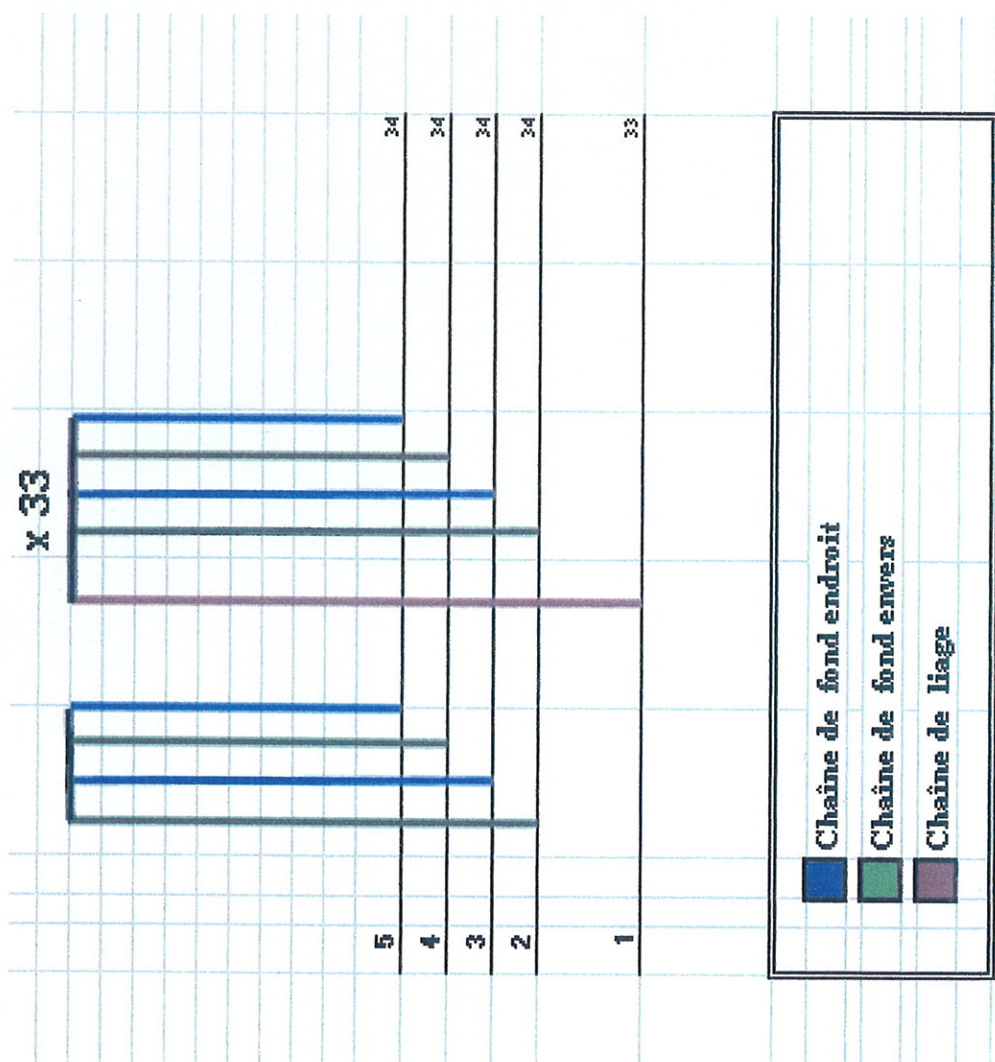 x 33
5
34
4
34
3
34
2
34
1
33
Chaîne de fond endroit
Chaîne de fond envers
Chaîne de liage